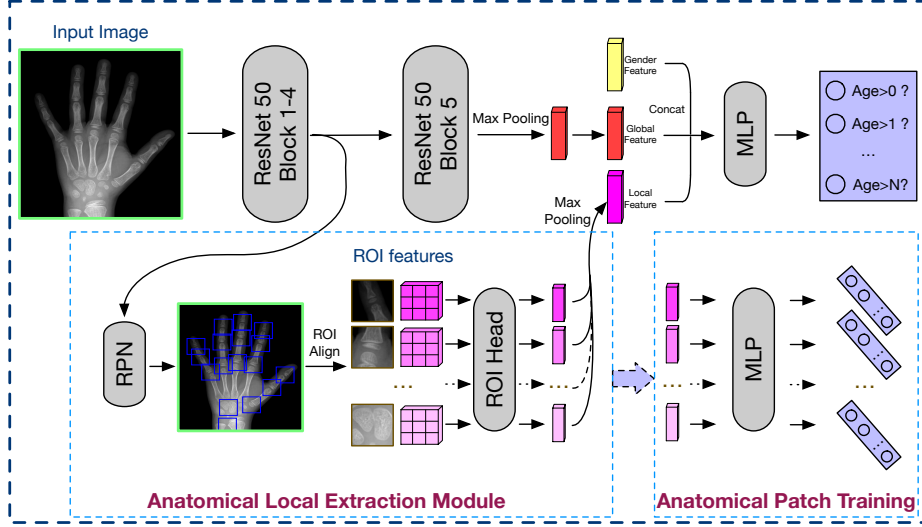 Input Image
ResNet 50
Block 1-4
ResNet 50
Block 5
Max Pooling
Gender
Feature
Concat
Global
Feature
Local
Feature
Max
Pooling
MLP
Age>0 ?
Age>1 ?
...
Age>N?
RPN
ROI
Align
ROI features
...
ROI Head
...
Anatomical Local Extraction Module
...
MLP
...
Anatomical Patch Training